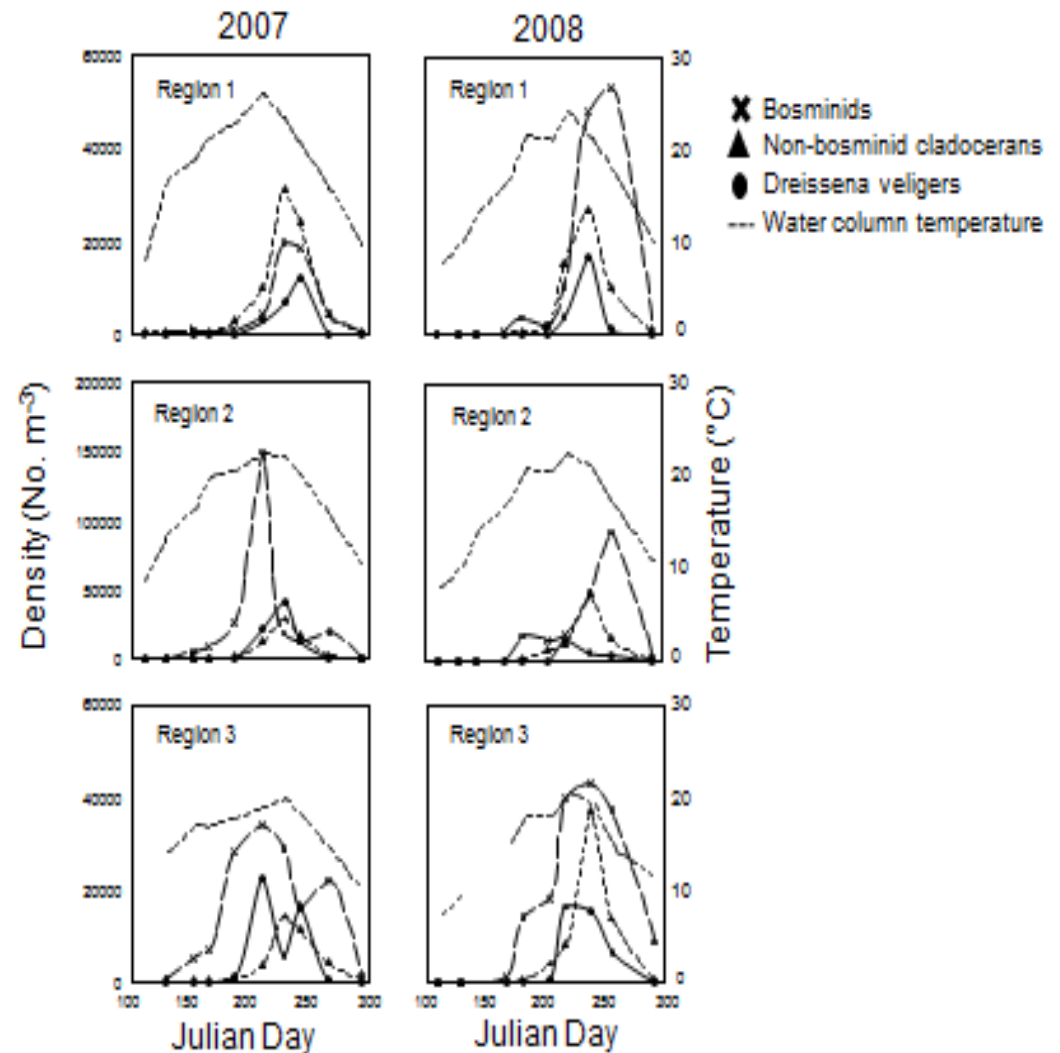 2007 2008
60000 30
Region 1 Region 1
Bosminids
Non-bosminid cladocerans
Dreissena veligers
Water column temperature
40000 20
20000 10
0 0
200000 30
Region 2 Region 2
150000 20
100000
50000 10
0 0
60000 30
Region 3 Region 3
40000 20
20000 10
0 0
100 150 200 250 300 100 150 200 250 300
Julian Day Julian Day
Density (No. m⁻³)
Temperature (°C)